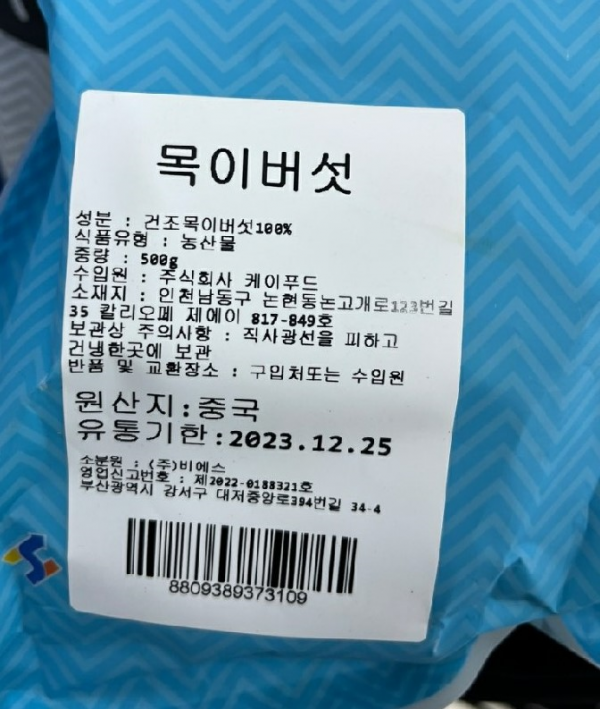 목이버섯
성분 : 건조목이버섯100%
식품유형 : 농산물
중량 : 500g
수입원 : 주식회사 케이푸드
소재지 : 인천남동구 논현동논고개로123번길
35 칼리오페 제에이 817-849호
보관상 주의사항 : 직사광선을 피하고
건냉한곳에 보관
반품 및 교환장소 : 구입처또는 수입원
원산지:중국
유통기한:2023.12.25
소분원 : (주)비에스
영업신고번호 : 제2022-0188321호
부산광역시 강서구 대저중앙로394번길 34-4
8809389373109